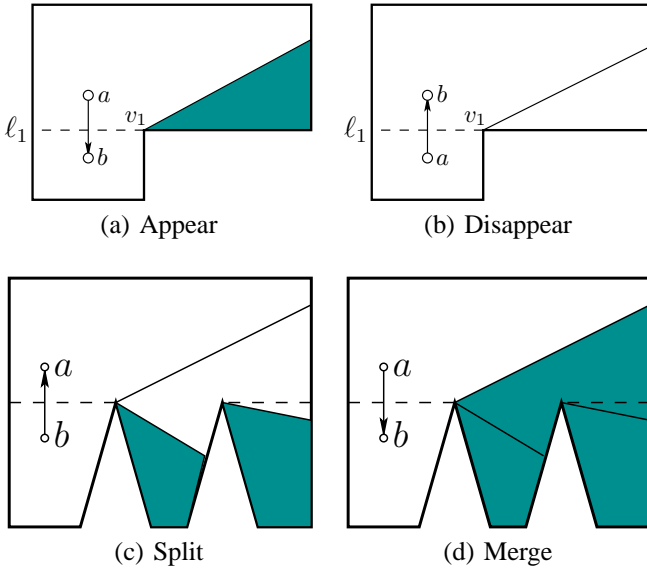 a b
v₁ v₁
ℓ₁ b a ℓ₁ a b
(a) Appear (b) Disappear
a a
b b
(c) Split (d) Merge